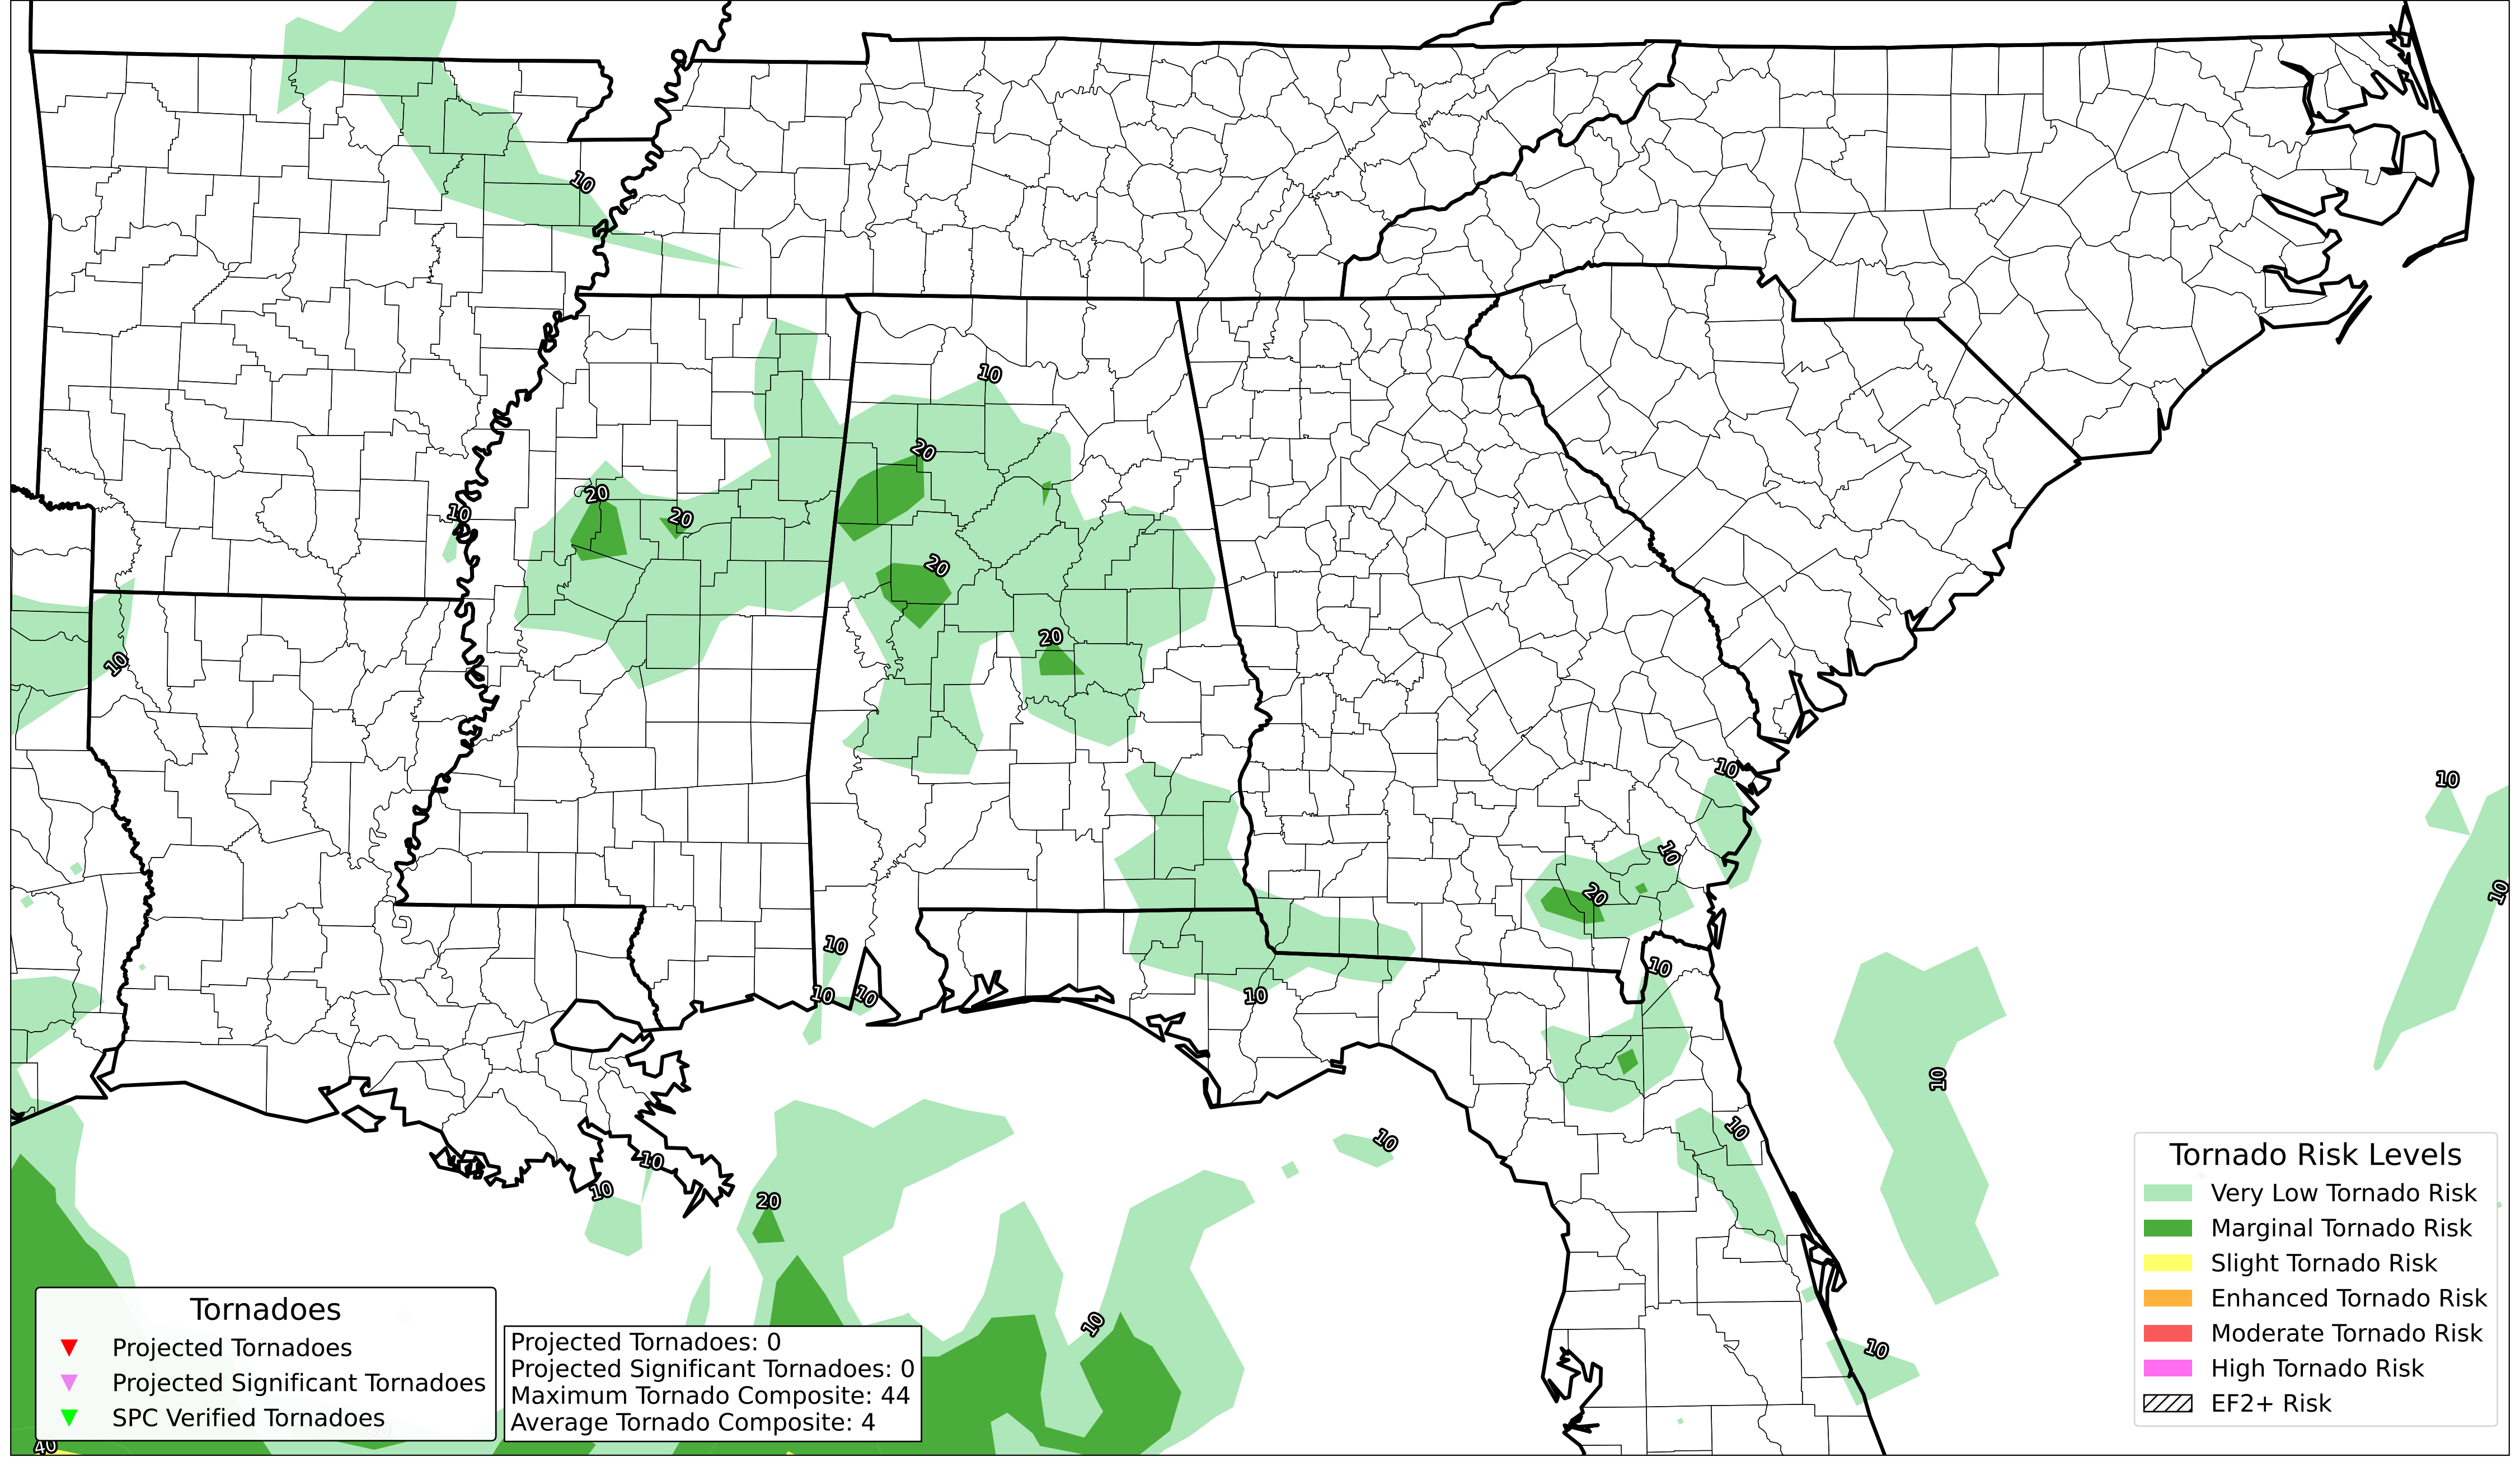 10
10
20
20
20
10
20
10
20
10
10
10
20
10
10
10
10
10
10
10
10
10
10
10
10
20
10
10
40
Tornadoes
Projected Tornadoes
Projected Significant Tornadoes
SPC Verified Tornadoes
Projected Tornadoes: 0
Projected Significant Tornadoes: 0
Maximum Tornado Composite: 44
Average Tornado Composite: 4
Tornado Risk Levels
Very Low Tornado Risk
Marginal Tornado Risk
Slight Tornado Risk
Enhanced Tornado Risk
Moderate Tornado Risk
High Tornado Risk
EF2+ Risk